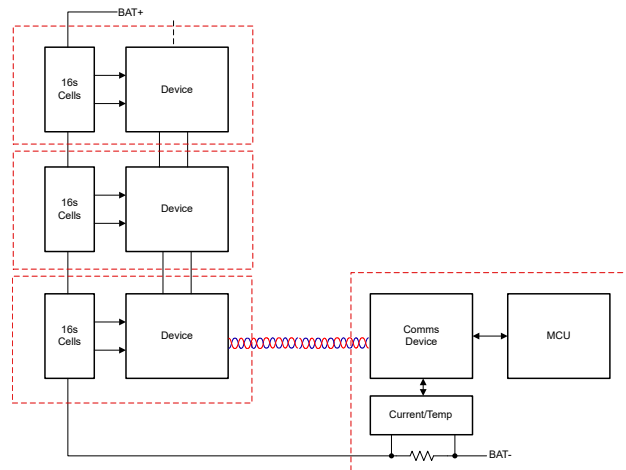 BAT+
16s
Cells
Device
16s
Cells
Device
16s
Cells
Device
Comms
Device
MCU
Current/Temp
BAT-